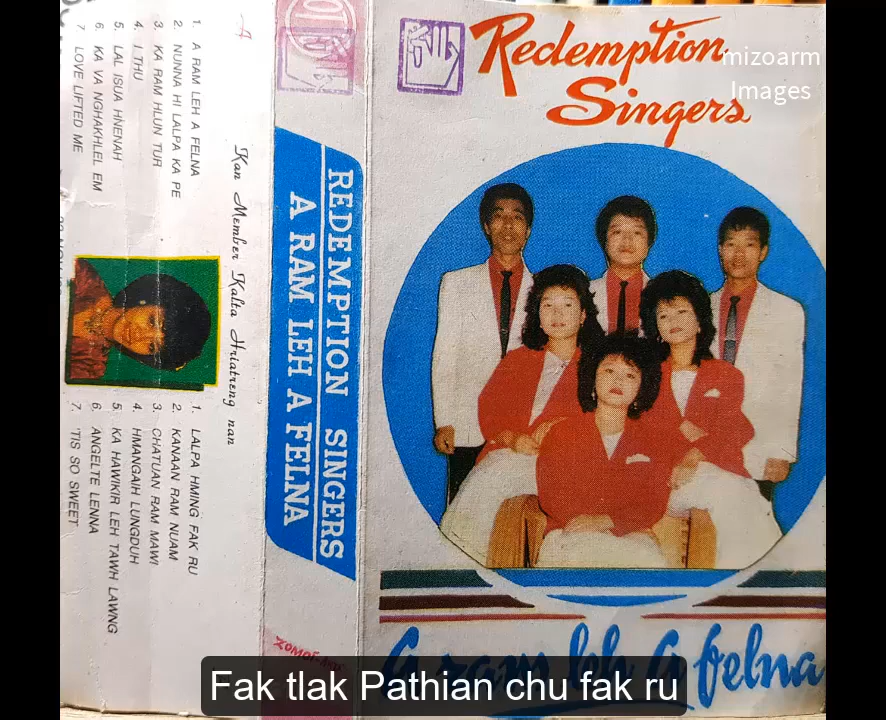 Redemption
Singers
mizoarm
Images
A ram leh A felna
REDEMPTION SINGERS
A RAM LEH A FELNA
A
1. A RAM LEH A FELNA
2. NUNNA HI LALPA KA PE
3. KA RAM HLUN TUR
4. I THU
5. LAL ISUA HNENAH
6. KA VA NGHAKHLEL EM
7 LOVE LIFTED ME
Kan Member Kalta Hriatreng nan
1. LALPA HMING FAK RU
2. KANAAN RAM NUAM
3. CHATUAN RAM MAWI
4. HMANGAIH LUNGDUH
5. KA HAWIKIR LEH TAWH LAWNG
6. ANGELTE LENNA
7. 'TIS SO SWEET
Fak tlak Pathian chu fak ru